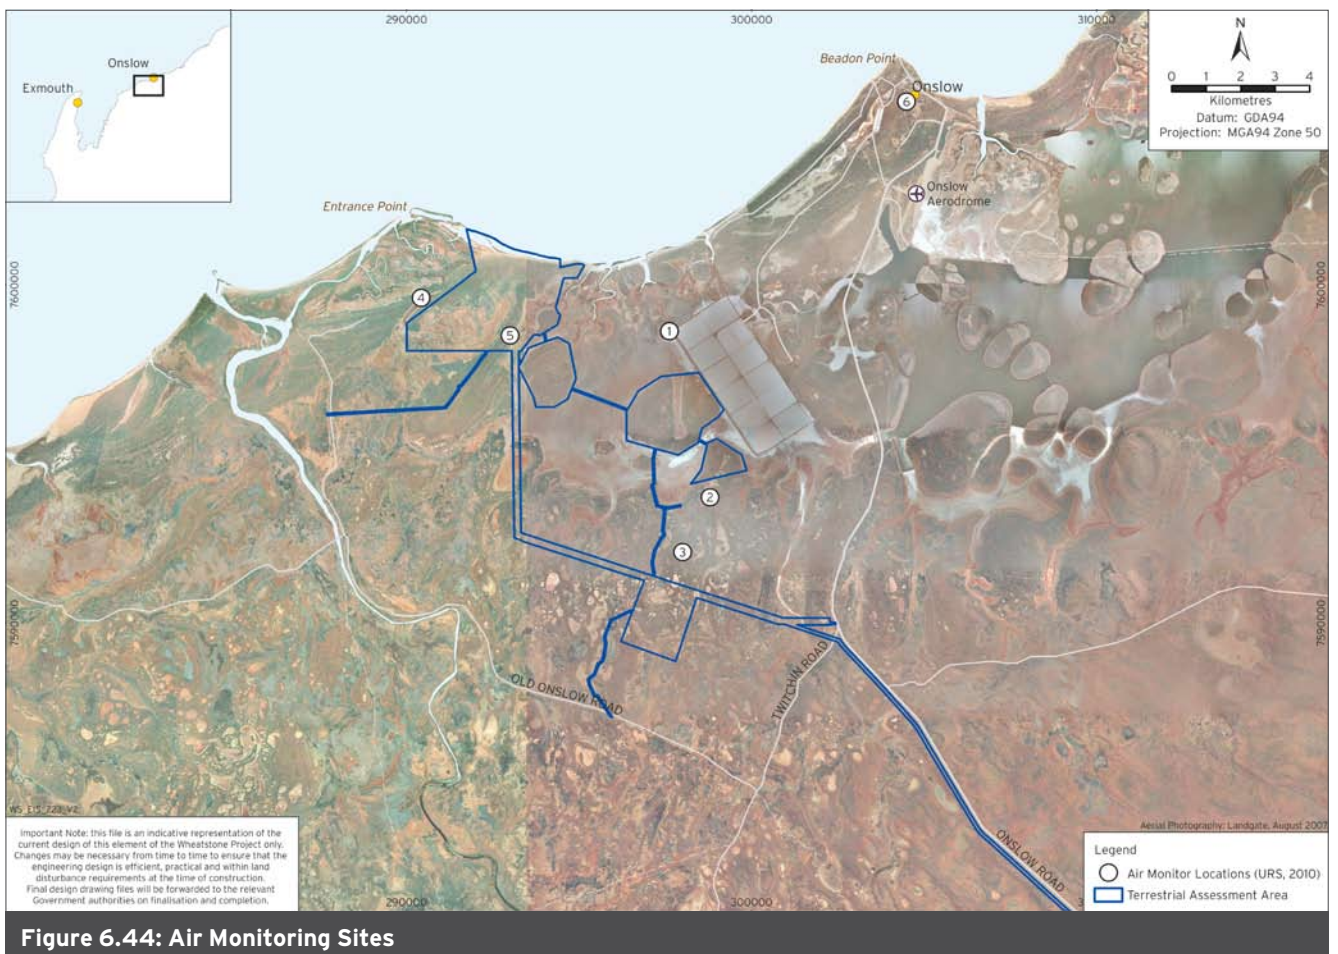 290000
300000
310000
Onslow
Exmouth
N
0 1 2 3 4
Kilometres
Datum: GDA94
Projection: MGA94 Zone 50
Beadon Point
Onslow
6
Onslow
Aerodrome
Entrance Point
7600000
7600000
4
5
1
2
3
7590000
7590000
OLD ONSLOW ROAD
TWITCHIN ROAD
ONSLOW ROAD
WS_EIS_723_V2
Important Note: this file is an indicative representation of the
current design of this element of the Wheatstone Project only.
Changes may be necessary from time to time to ensure that the
engineering design is efficient, practical and within land
disturbance requirements at the time of construction.
Final design drawing files will be forwarded to the relevant
Government authorities on finalisation and completion.
Aerial Photography: Landgate, August 2007
Legend
Air Monitor Locations (URS, 2010)
Terrestrial Assessment Area
290000
300000
Figure 6.44: Air Monitoring Sites